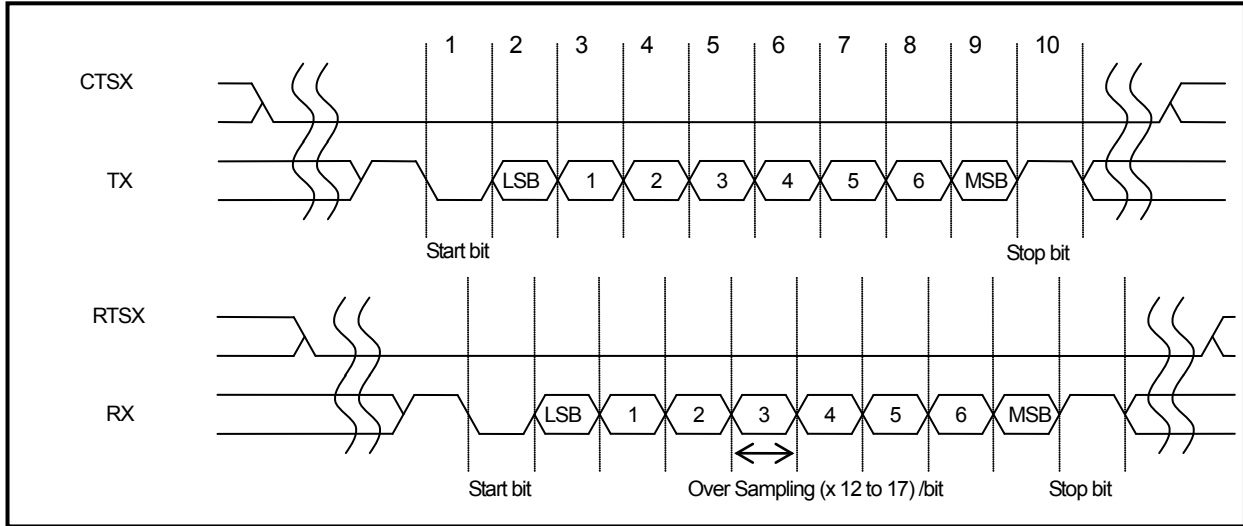 1 2 3 4 5 6 7 8 9 10
CTSX
TX LSB 1 2 3 4 5 6 MSB
Start bit Stop bit
RTSX
RX LSB 1 2 3 4 5 6 MSB
Start bit Over Sampling (x 12 to 17) /bit Stop bit